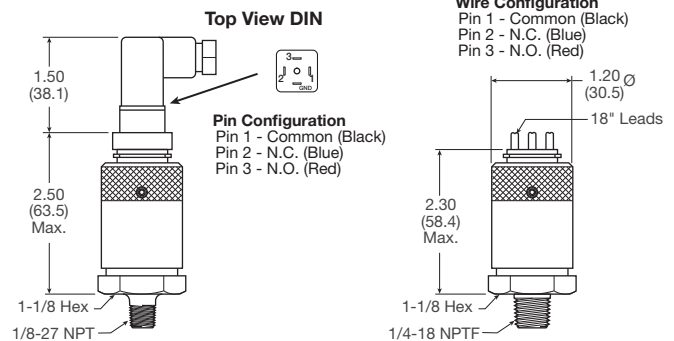 Top View DIN
3
2
1
GND
1.50
(38.1)
Pin Configuration
Pin 1 - Common (Black)
Pin 2 - N.C. (Blue)
Pin 3 - N.O. (Red)
2.50
(63.5)
Max.
1-1/8 Hex
1/8-27 NPT
Wire Configuration
Pin 1 - Common (Black)
Pin 2 - N.C. (Blue)
Pin 3 - N.O. (Red)
1.20 Ø
(30.5)
18" Leads
2.30
(58.4)
Max.
1-1/8 Hex
1/4-18 NPTF